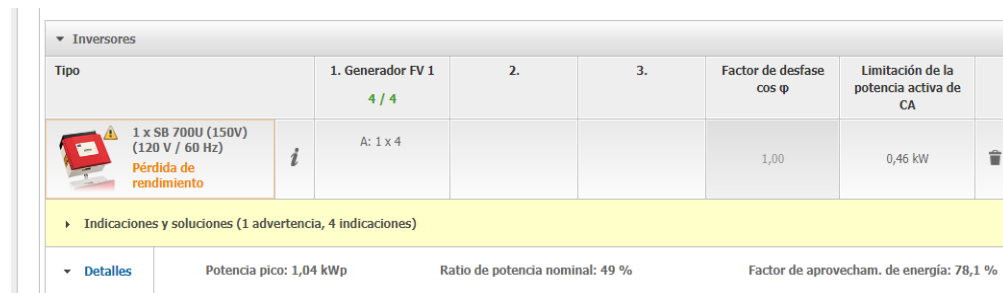 Inversores
Tipo
1. Generador FV 1
4 / 4
2.
3.
Factor de desfase
cos φ
Limitación de la
potencia activa de
CA
1 x SB 700U (150V)
(120 V / 60 Hz)
Pérdida de
rendimiento
i
A: 1 x 4
1,00
0,46 kW
Indicaciones y soluciones (1 advertencia, 4 indicaciones)
Detalles
Potencia pico: 1,04 kWp
Ratio de potencia nominal: 49 %
Factor de aprovecham. de energía: 78,1 %